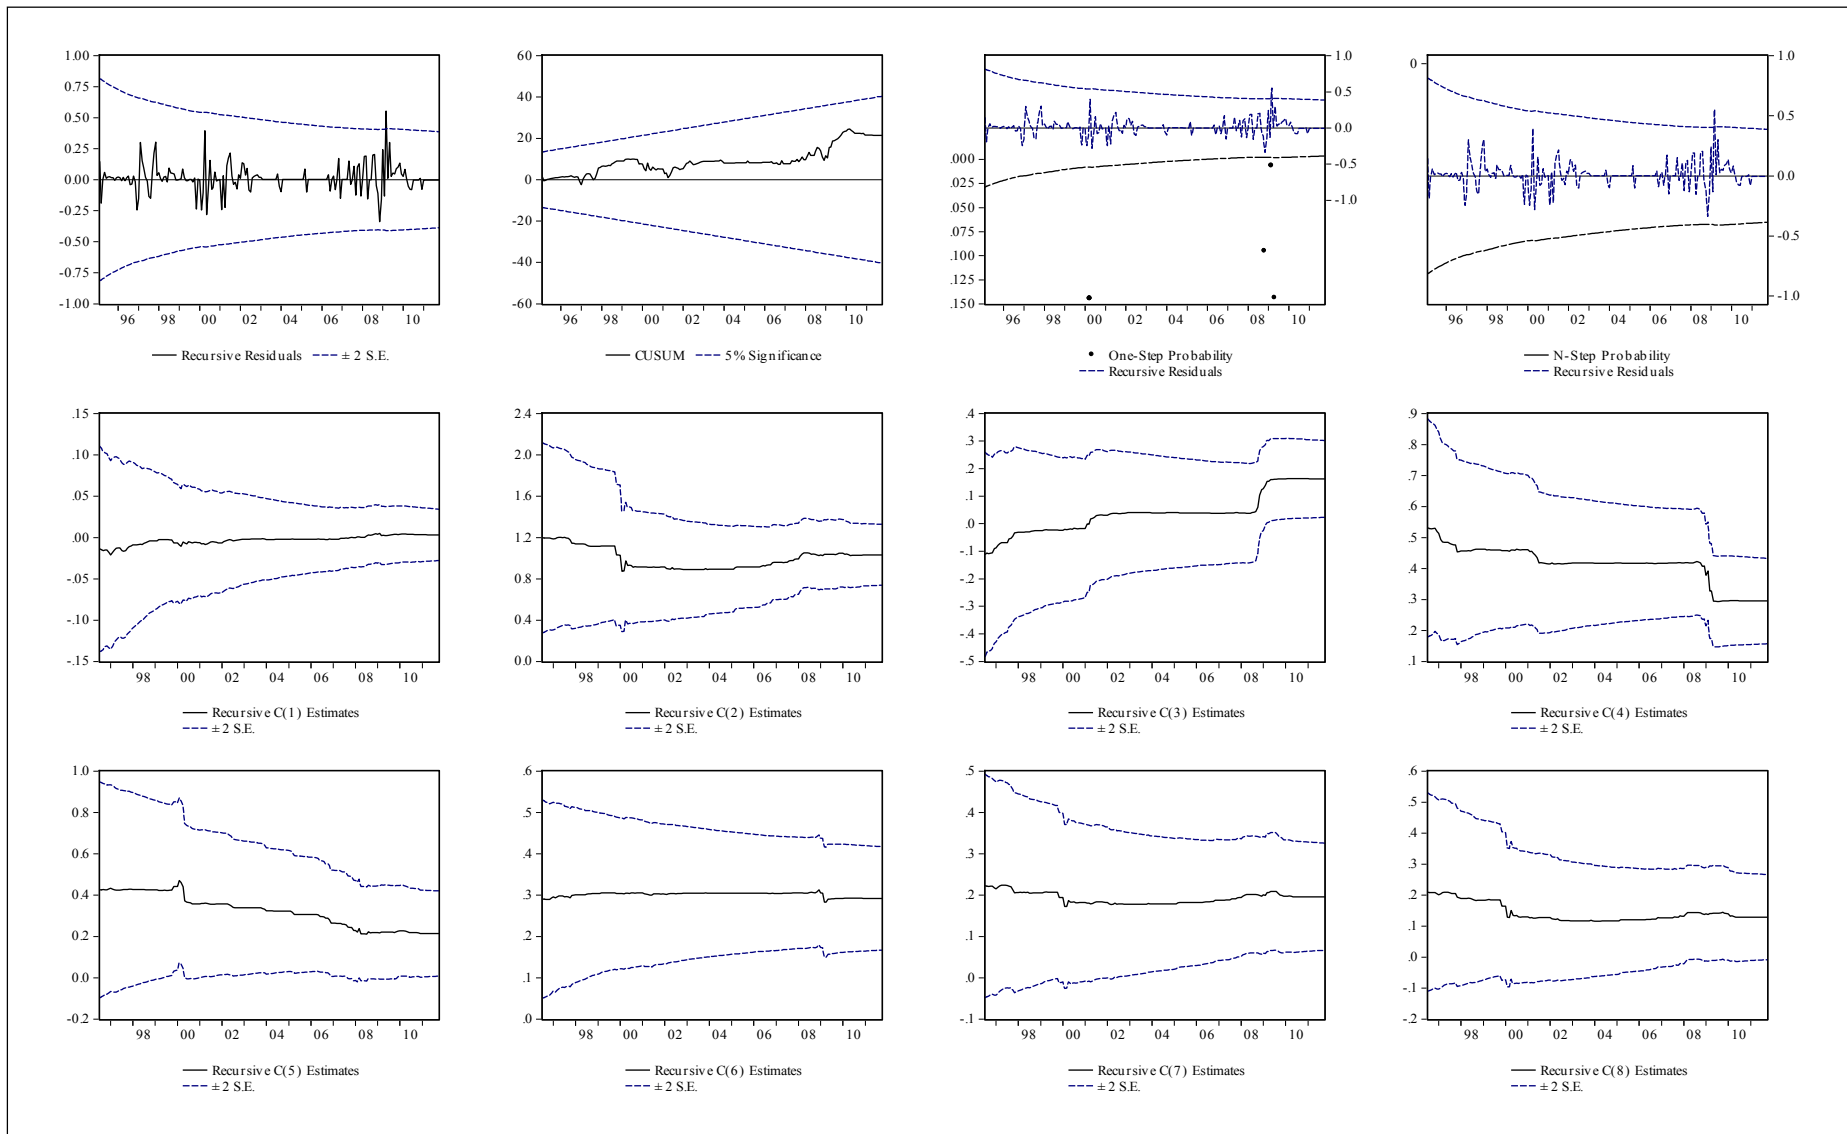 1.00
0.75
0.50
0.25
0.00
-0.25
-0.50
-0.75
-1.00
96 98 00 02 04 06 08 10
Recursive Residuals ± 2 S.E.
60
40
20
0
-20
-40
-60
96 98 00 02 04 06 08 10
CUSUM 5% Significance
.000
.025
.050
.075
.100
.125
.150
1.0
0.5
0.0
-0.5
-1.0
96 98 00 02 04 06 08 10
One-Step Probability
Recursive Residuals
0
1.0
0.5
0.0
-0.5
-1.0
96 98 00 02 04 06 08 10
N-Step Probability
Recursive Residuals
.15
.10
.05
.00
-.05
-.10
-.15
98 00 02 04 06 08 10
Recursive C(1) Estimates
± 2 S.E.
2.4
2.0
1.6
1.2
0.8
0.4
0.0
98 00 02 04 06 08 10
Recursive C(2) Estimates
± 2 S.E.
.4
.3
.2
.1
.0
-.1
-.2
-.3
-.4
-.5
98 00 02 04 06 08 10
Recursive C(3) Estimates
± 2 S.E.
.9
.8
.7
.6
.5
.4
.3
.2
.1
98 00 02 04 06 08 10
Recursive C(4) Estimates
± 2 S.E.
1.0
0.8
0.6
0.4
0.2
0.0
-0.2
98 00 02 04 06 08 10
Recursive C(5) Estimates
± 2 S.E.
.6
.5
.4
.3
.2
.1
.0
98 00 02 04 06 08 10
Recursive C(6) Estimates
± 2 S.E.
.5
.4
.3
.2
.1
.0
-.1
98 00 02 04 06 08 10
Recursive C(7) Estimates
± 2 S.E.
.6
.5
.4
.3
.2
.1
.0
-.1
-.2
98 00 02 04 06 08 10
Recursive C(8) Estimates
± 2 S.E.